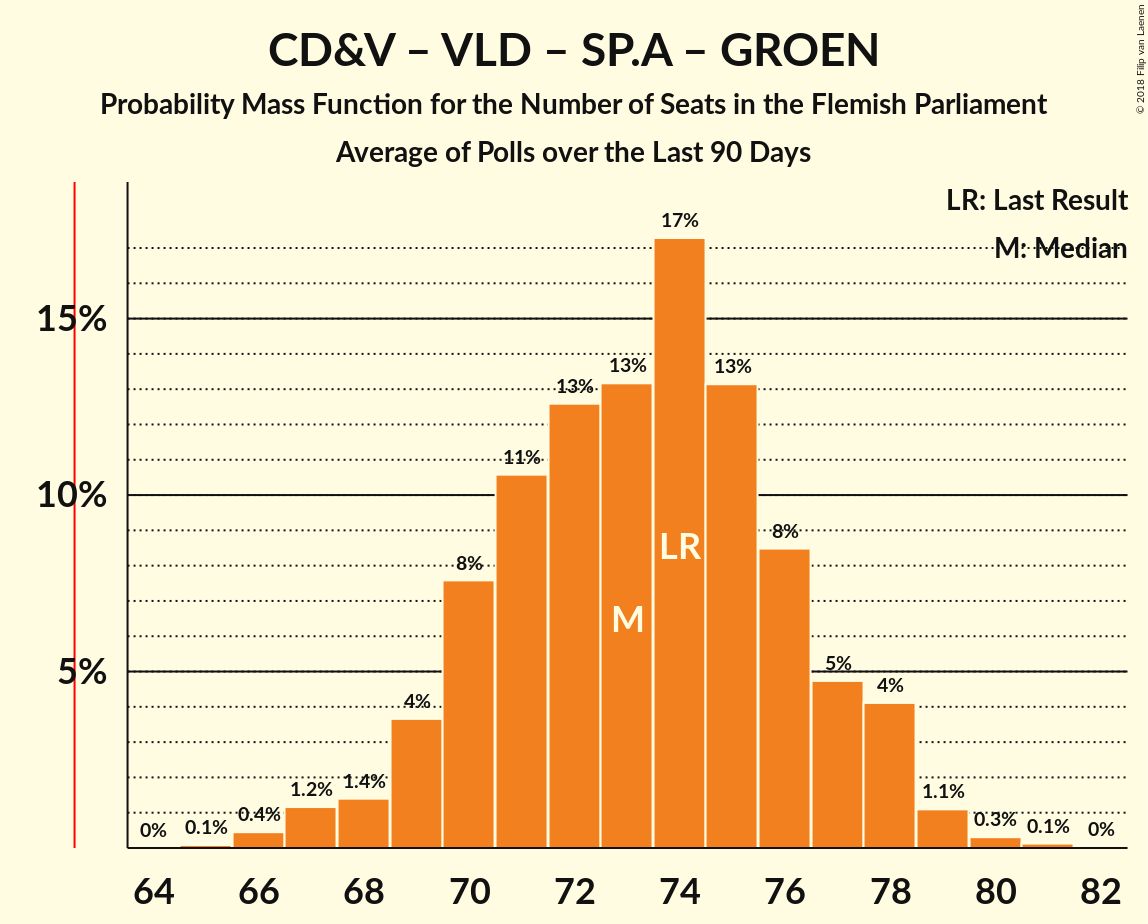 CD&V – VLD – SP.A – GROEN
Probability Mass Function for the Number of Seats in the Flemish Parliament
Average of Polls over the Last 90 Days
© 2018 Filip van Laenen
LR: Last Result
M: Median
15%
10%
5%
0%
0.1%
0.4%
1.2%
1.4%
4%
8%
11%
13%
13%
17%
13%
8%
5%
4%
1.1%
0.3%
0.1%
0%
M
LR
64 66 68 70 72 74 76 78 80 82